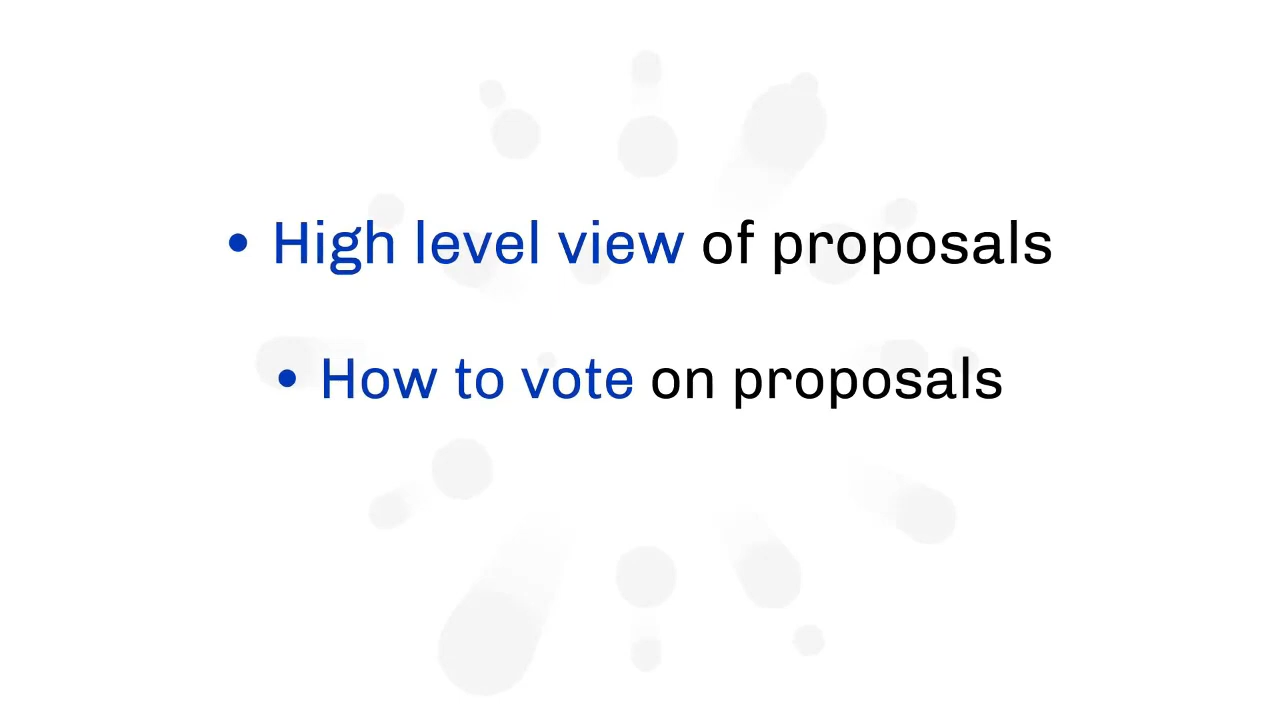 • High level view of proposals
• How to vote on proposals